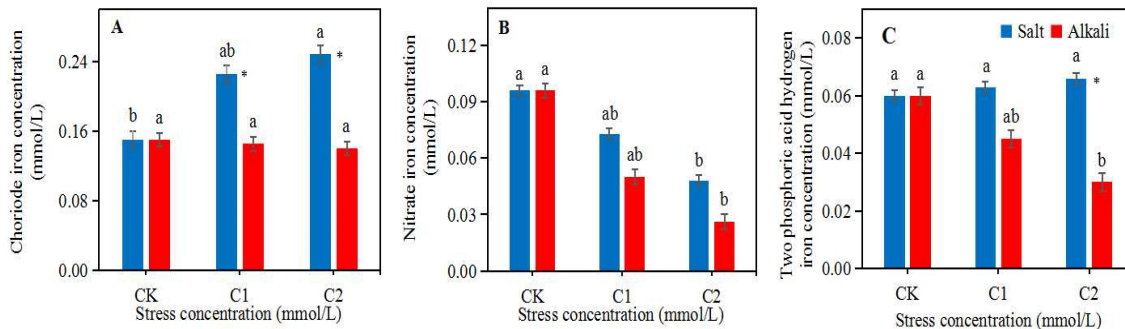 A
Choriode iron concentration
(mmol/L)
0.24
0.16
0.08
0.00
b
a
ab
*
a
a
*
a
CK
C1
C2
Stress concentration (mmol/L)
B
Nitrate iron concentration
(mmol/L)
0.12
0.09
0.06
0.03
0.00
a
a
ab
ab
b
b
CK
C1
C2
Stress concentration (mmol/L)
C
Salt
Alkali
Two phosphoric acid hydrogen
iron concentration (mmol/L)
0.08
0.06
0.04
0.02
0.00
a
a
a
ab
a
*
b
CK
C1
C2
Stress concentration (mmol/L)